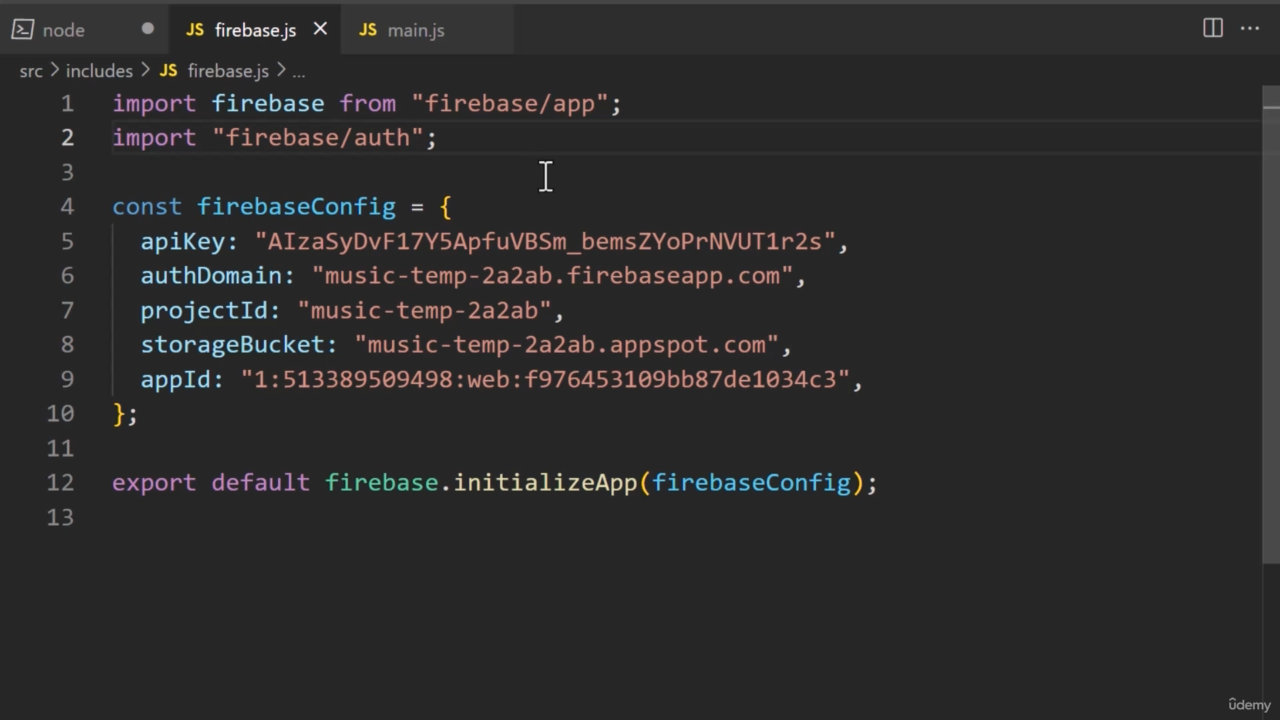 node
JS firebase.js
JS main.js
src > includes > JS firebase.js > ...
1 import firebase from "firebase/app";
2 import "firebase/auth";
3
4 const firebaseConfig = {
5 apiKey: "AIzaSyDvF17Y5ApfuVBSm_bemsZYoPrNVUT1r2s",
6 authDomain: "music-temp-2a2ab.firebaseapp.com",
7 projectId: "music-temp-2a2ab",
8 storageBucket: "music-temp-2a2ab.appspot.com",
9 appId: "1:513389509498:web:f976453109bb87de1034c3",
10 };
11
12 export default firebase.initializeApp(firebaseConfig);
13
ûdemy